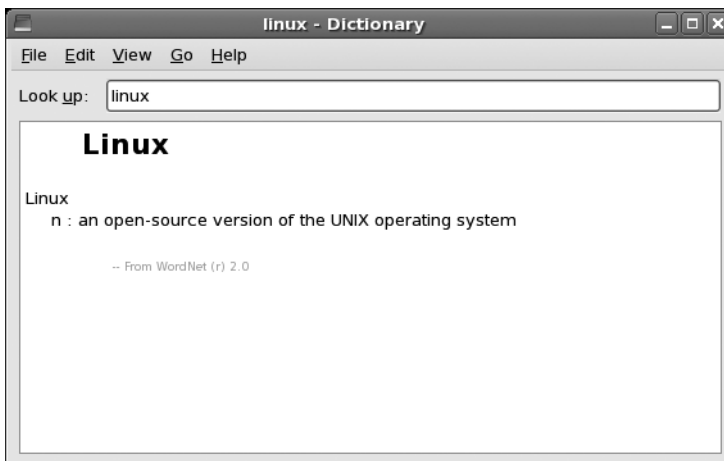 linux - Dictionary
File Edit View Go Help
Look up: linux
Linux
Linux
n : an open-source version of the UNIX operating system
-- From WordNet (r) 2.0